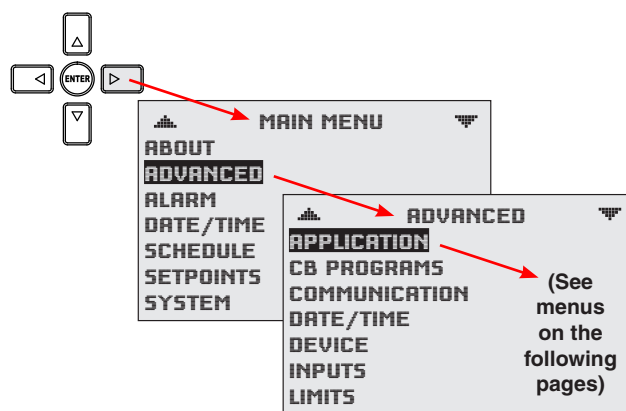 ENTER
MAIN MENU
ABOUT
ADVANCED
ALARM
DATE/TIME
SCHEDULE
SETPOINTS
SYSTEM
ADVANCED
APPLICATION
CB PROGRAMS
COMMUNICATION
DATE/TIME
DEVICE
INPUTS
LIMITS
(See
menus
on the
following
pages)